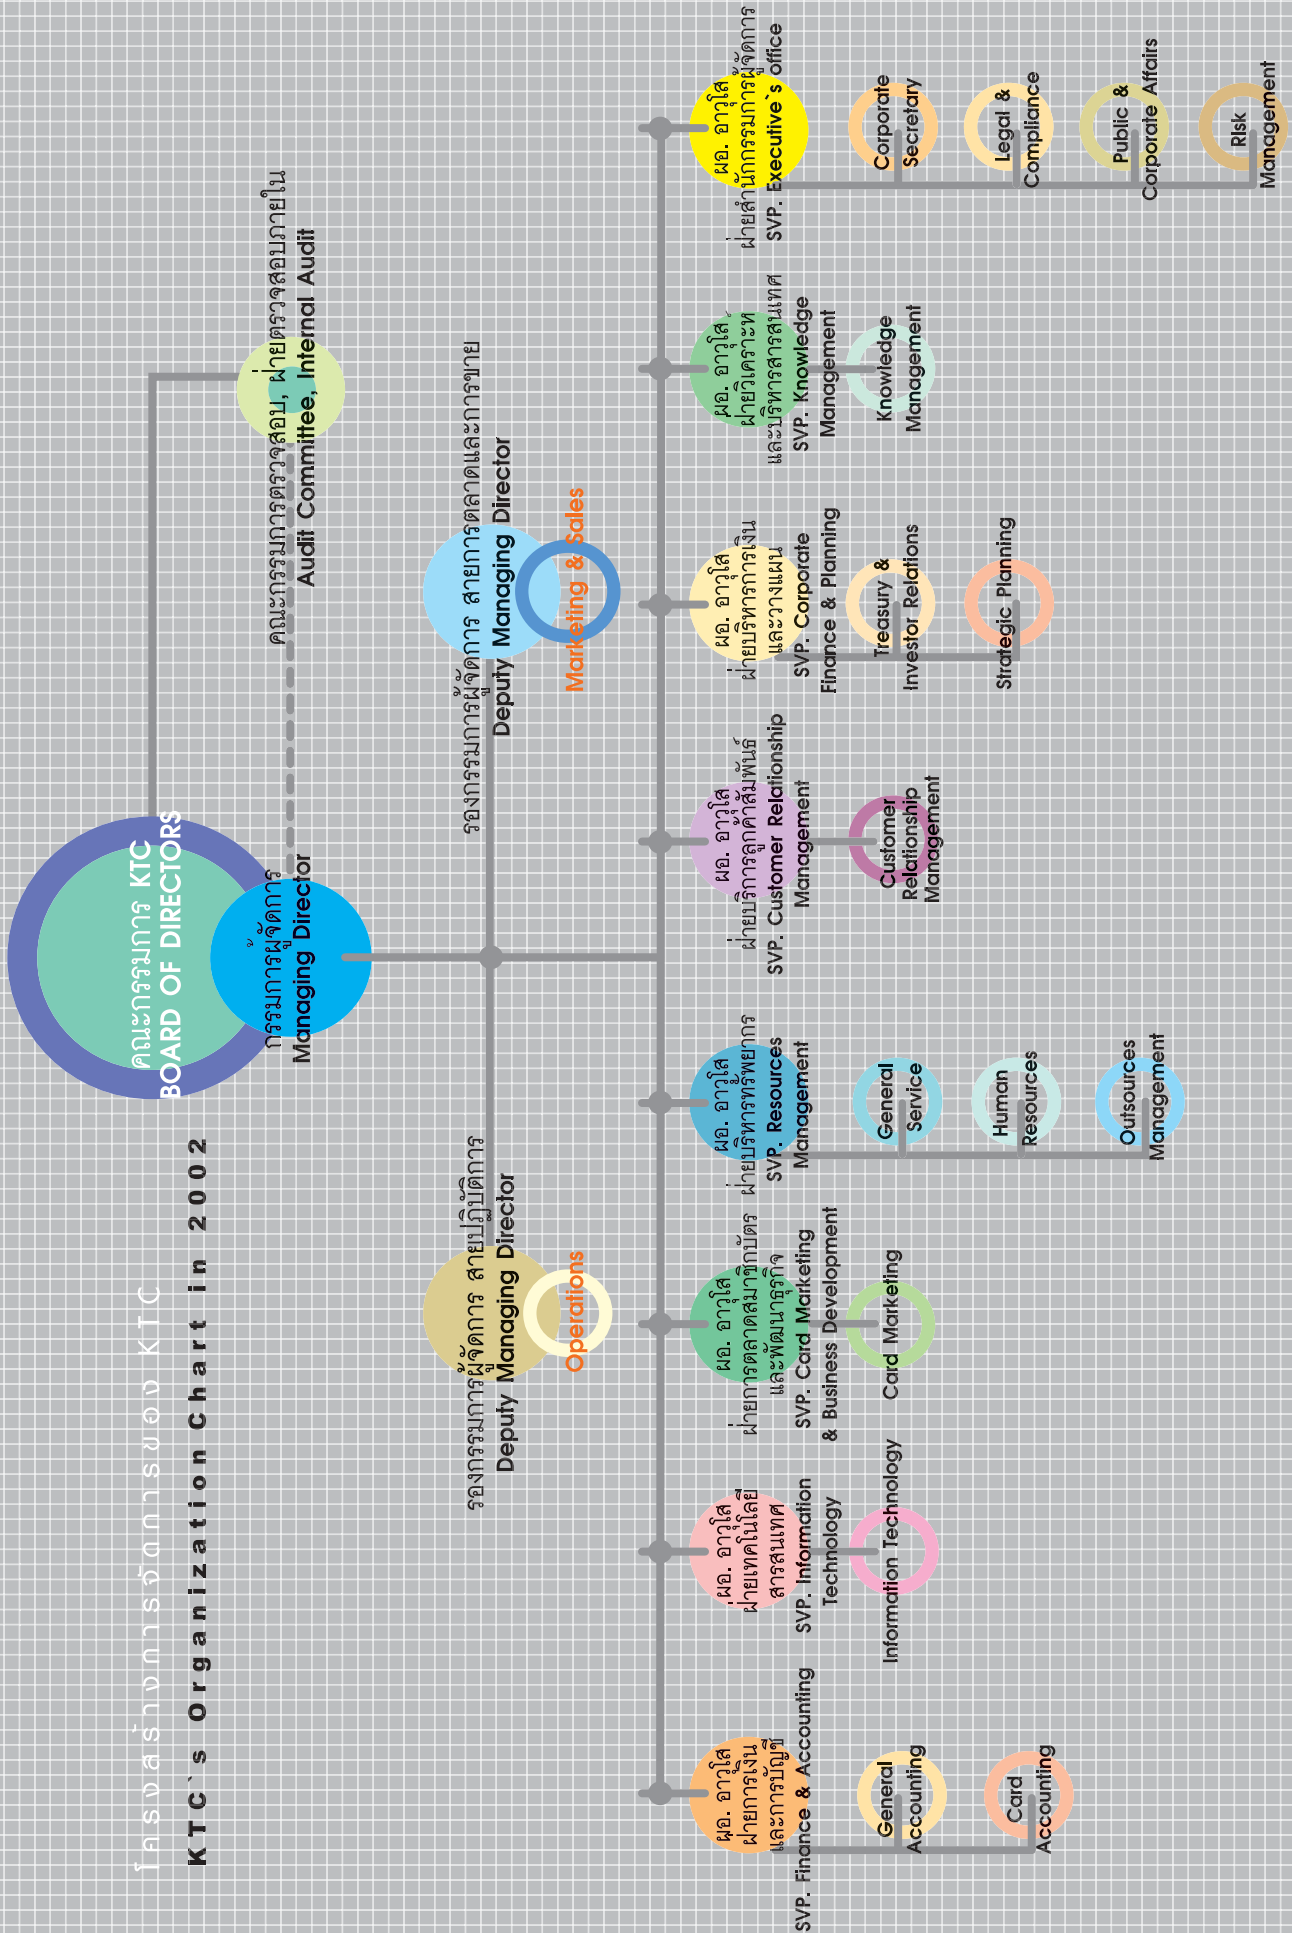 โครงสร้างการจัดการของ KTC
KTC`s Organization Chart in 2002
คณะกรรมการ KTC
BOARD OF DIRECTORS
กรรมการผู้จัดการ
Managing Director
คณะกรรมการตรวจสอบ, ฝ่ายตรวจสอบภายใน
Audit Committee, Internal Audit
รองกรรมการผู้จัดการ สายปฏิบัติการ
Deputy Managing Director
Operations
รองกรรมการผู้จัดการ สายการตลาดและการขาย
Deputy Managing Director
Marketing & Sales
ผอ. อาวุโส
ฝ่ายการเงิน
และการบัญชี
SVP. Finance & Accounting
General
Accounting
Card
Accounting
ผอ. อาวุโส
ฝ่ายเทคโนโลยี
สารสนเทศ
SVP. Information
Technology
Information Technology
ผอ. อาวุโส
ฝ่ายการตลาดสมาชิกบัตร
และพัฒนาธุรกิจ
SVP. Card Marketing
& Business Development
Card Marketing
ผอ. อาวุโส
ฝ่ายบริหารทรัพยากร
SVP. Resources
Management
General
Service
Human
Resources
Outsources
Management
ผอ. อาวุโส
ฝ่ายบริการลูกค้าสัมพันธ์
SVP. Customer Relationship
Management
Customer
Relationship
Management
ผอ. อาวุโส
ฝ่ายบริหารการเงิน
และวางแผน
SVP. Corporate
Finance & Planning
Treasury &
Investor Relations
Strategic Planning
ผอ. อาวุโส
ฝ่ายวิเคราะห์
และบริหารสารสนเทศ
SVP. Knowledge
Management
Knowledge
Management
ผอ. อาวุโส
ฝ่ายสำนักกรรมการผู้จัดการ
SVP. Executive`s office
Corporate
Secretary
Legal &
Compliance
Public &
Corporate Affairs
RIsk
Management